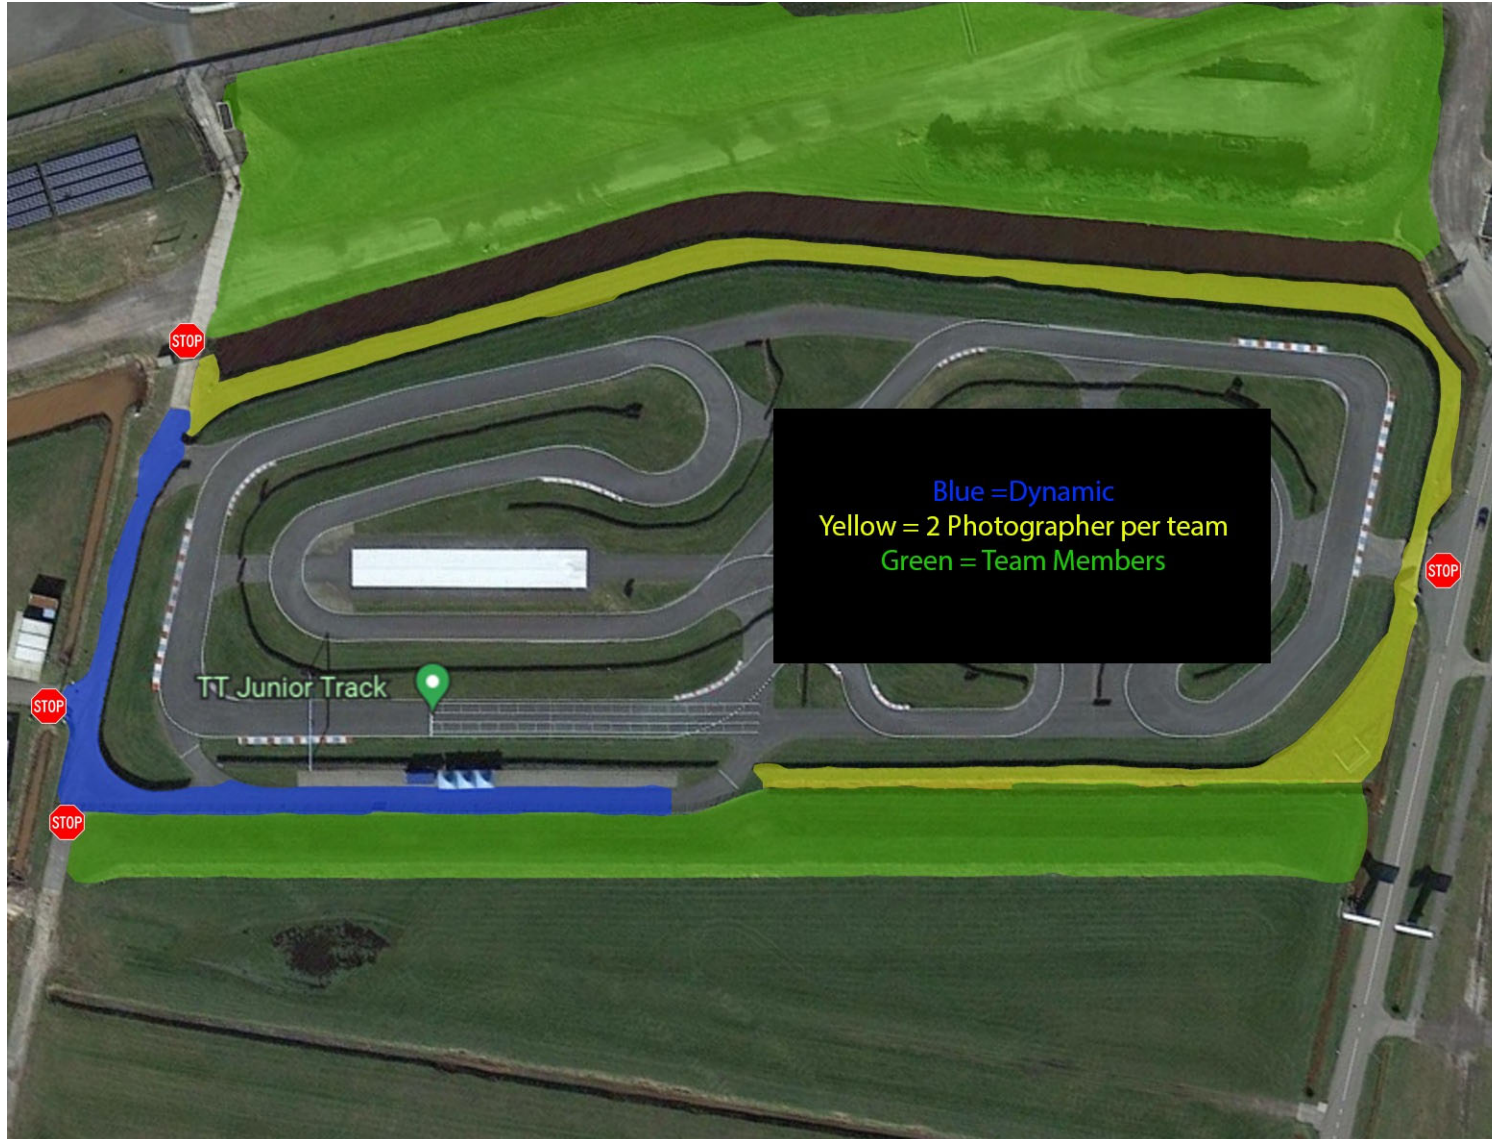 STOP
STOP
Blue =Dynamic
Yellow = 2 Photographer per team
Green = Team Members
STOP
TT Junior Track
STOP